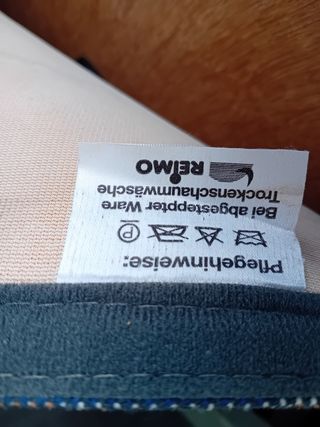 Pflegehinweise:
P
Bei abgesteppter Ware
Trockenschaumwäsche
REIMO